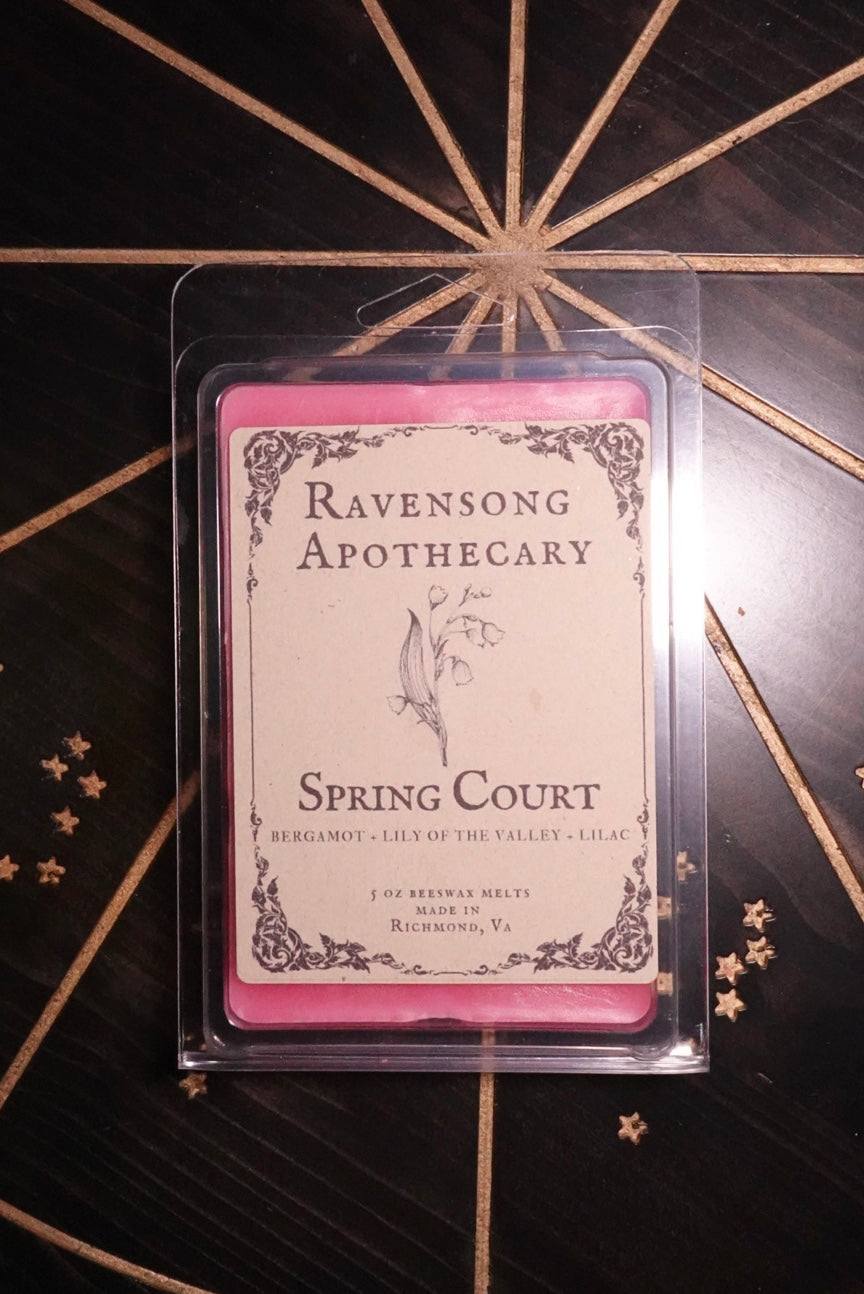 Ravensong
Apothecary
Spring Court
BERGAMOT + LILY OF THE VALLEY + LILAC
5 OZ BEESWAX MELTS
MADE IN
Richmond, Va